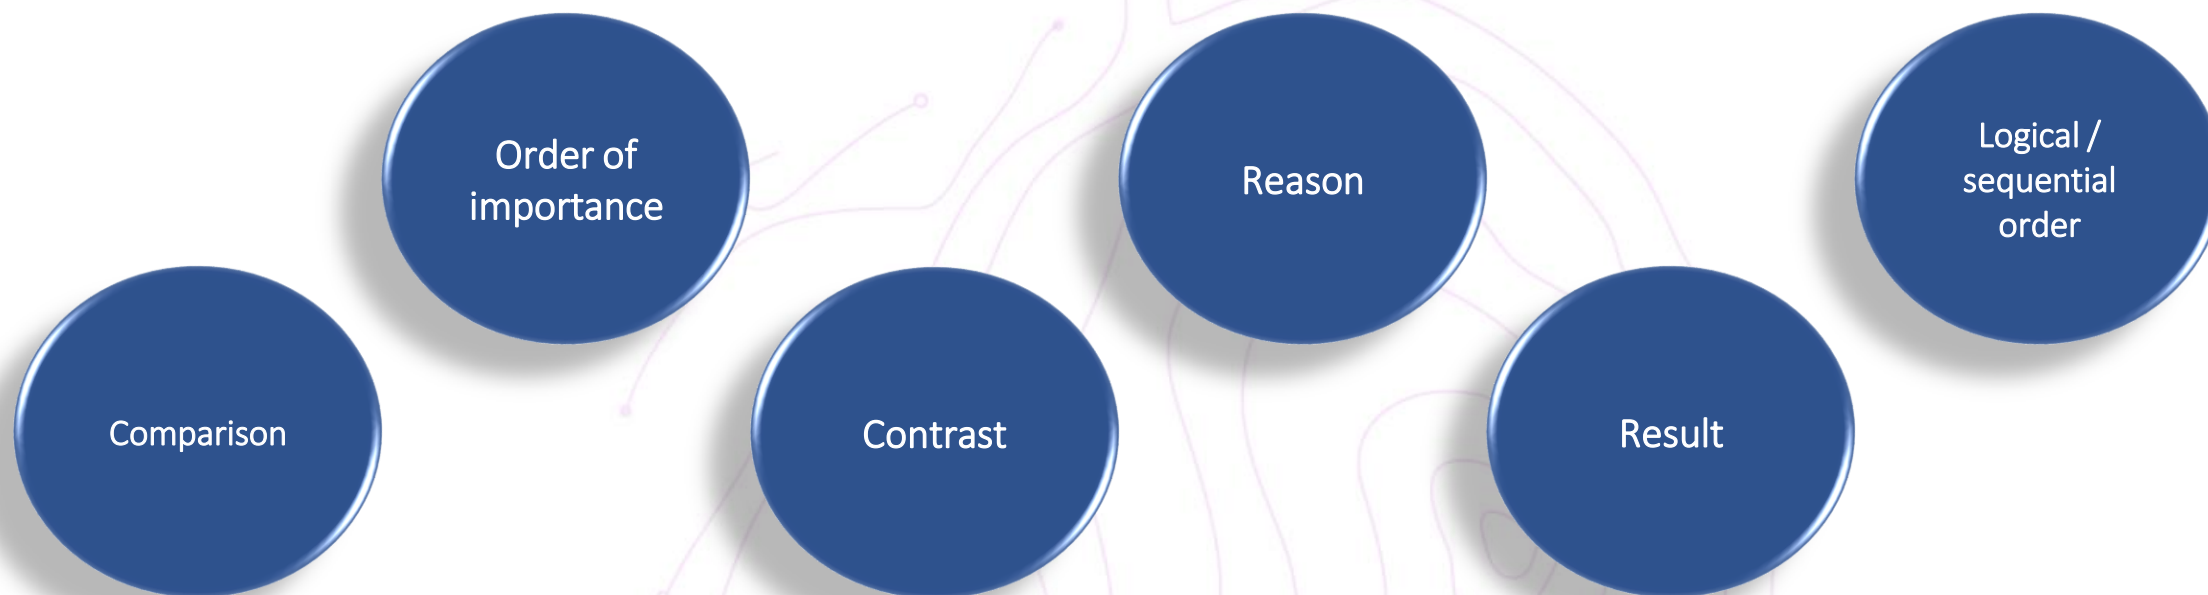 Comparison
Order of
importance
Contrast
Reason
Result
Logical /
sequential
order